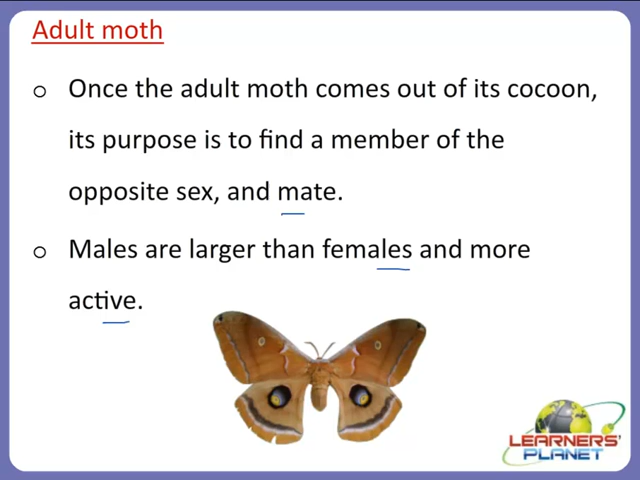 Adult moth
o Once the adult moth comes out of its cocoon,
its purpose is to find a member of the
opposite sex, and mate.
o Males are larger than females and more
active.
LEARNERS'
PLANET